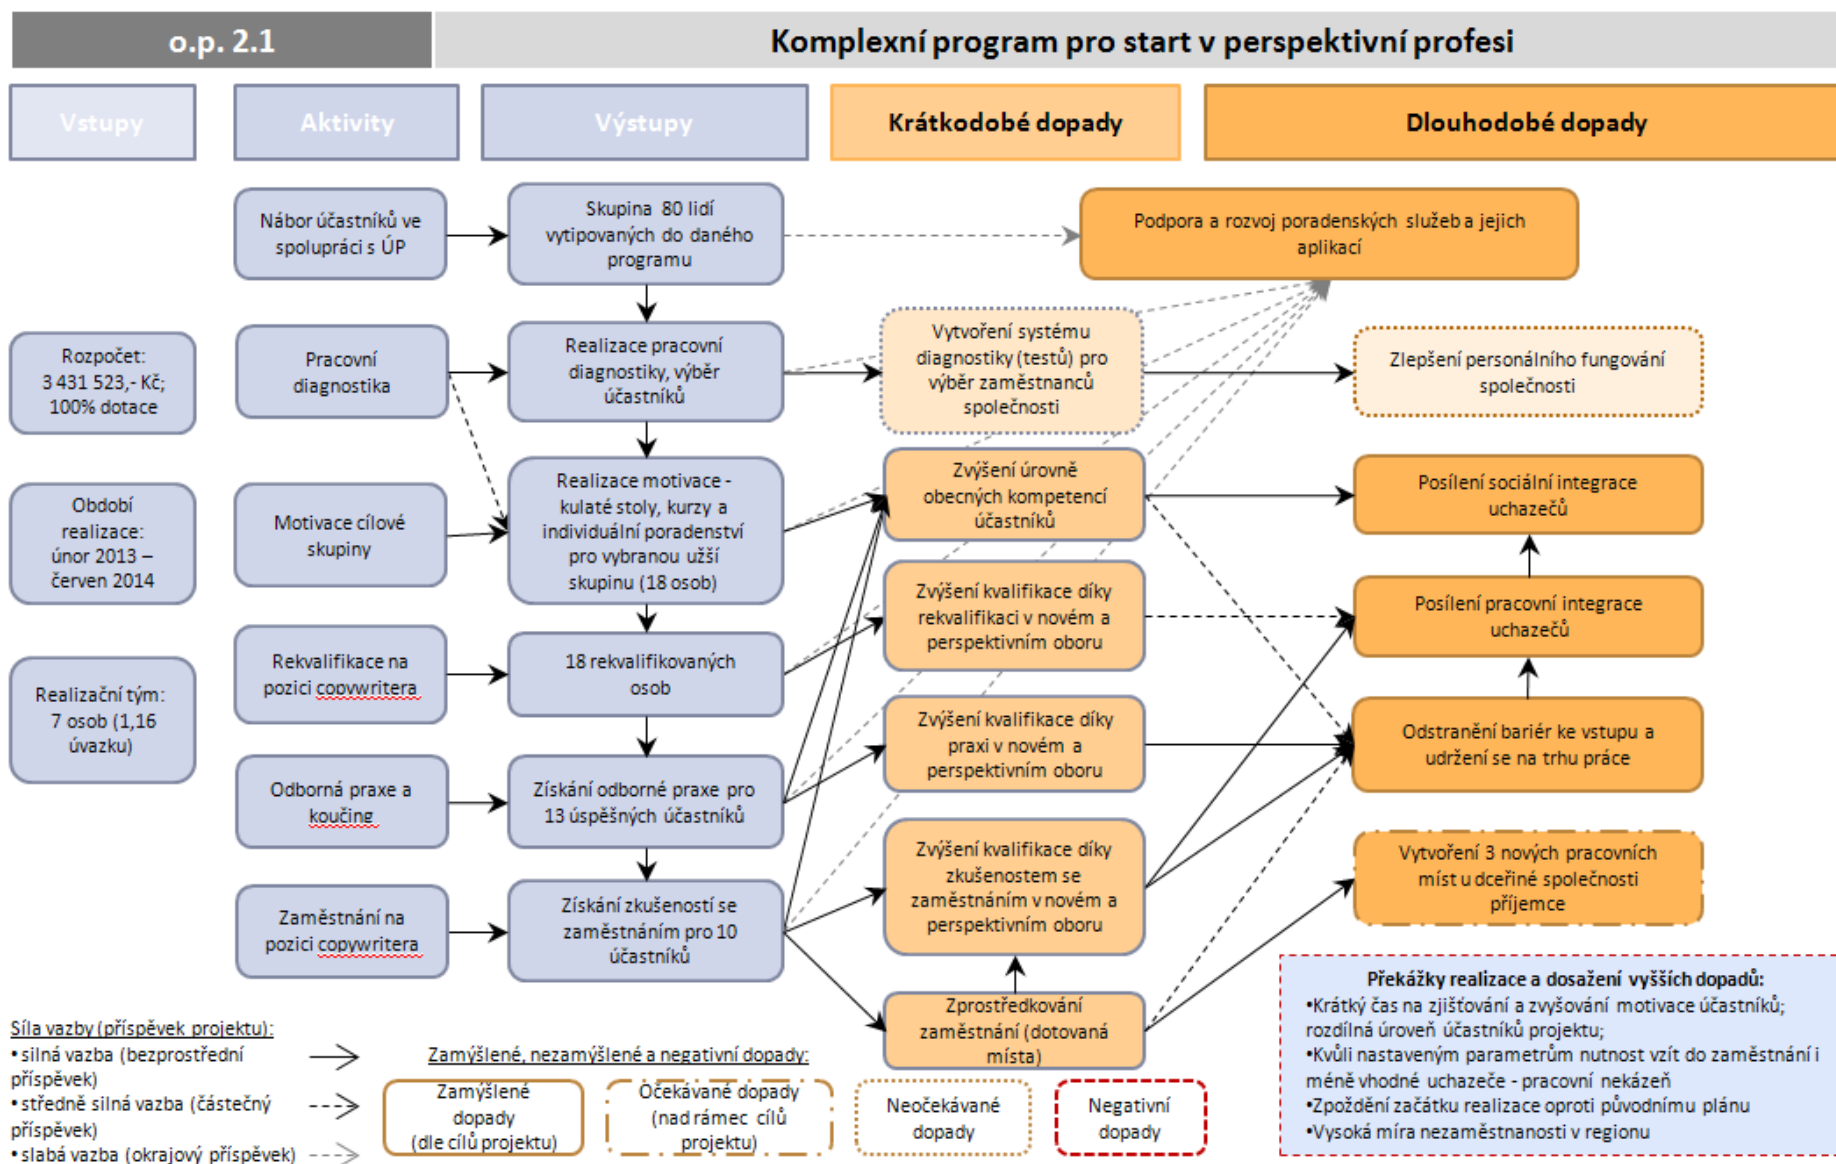 o.p. 2.1
Komplexní program pro start v perspektivní profesi
Vstupy
Aktivity
Výstupy
Krátkodobé dopady
Dlouhodobé dopady
Nábor účastníků ve
spolupráci s ÚP
Skupina 80 lidí
vytipovaných do daného
programu
Podpora a rozvoj poradenských služeb a jejich
aplikací
Rozpočet:
3 431 523,- Kč;
100% dotace
Pracovní
diagnostika
Realizace pracovní
diagnostiky, výběr
účastníků
Vytvoření systému
diagnostiky (testů) pro
výběr zaměstnanců
společnosti
Zlepšení personálního fungování
společnosti
Období
realizace:
únor 2013 –
červen 2014
Motivace cílové
skupiny
Realizace motivace -
kulaté stoly, kurzy a
individuální poradenství
pro vybranou užší
skupinu (18 osob)
Zvýšení úrovně
obecných kompetencí
účastníků
Posílení sociální integrace
uchazečů
Realizační tým:
7 osob (1,16
úvazku)
Rekvalifikace na
pozici copywritera
18 rekvalifikovaných
osob
Zvýšení kvalifikace díky
rekvalifikaci v novém a
perspektivním oboru
Posílení pracovní integrace
uchazečů
Odborná praxe a
koučing
Získání odborné praxe pro
13 úspěšných účastníků
Zvýšení kvalifikace díky
praxi v novém a
perspektivním oboru
Odstranění bariér ke vstupu a
udržení se na trhu práce
Zaměstnání na
pozici copywritera
Získání zkušeností se
zaměstnáním pro 10
účastníků
Zvýšení kvalifikace díky
zkušenostem se
zaměstnáním v novém a
perspektivním oboru
Vytvoření 3 nových pracovních
míst u dceřiné společnosti
příjemce
Zprostředkování
zaměstnání (dotovaná
místa)
Překážky realizace a dosažení vyšších dopadů:
•Krátký čas na zjišťování a zvyšování motivace účastníků;
rozdílná úroveň účastníků projektu;
•Kvůli nastaveným parametrům nutnost vzít do zaměstnání i
méně vhodné uchazeče - pracovní nekázeň
•Zpoždění začátku realizace oproti původnímu plánu
•Vysoká míra nezaměstnanosti v regionu
Síla vazby (příspěvek projektu):
• silná vazba (bezprostřední
příspěvek)
• středně silná vazba (částečný
příspěvek)
• slabá vazba (okrajový příspěvek)
Zamýšlené, nezamýšlené a negativní dopady:
Zamýšlené
dopady
(dle cílů projektu)
Očekávané dopady
(nad rámec cílů
projektu)
Neočekávané
dopady
Negativní
dopady